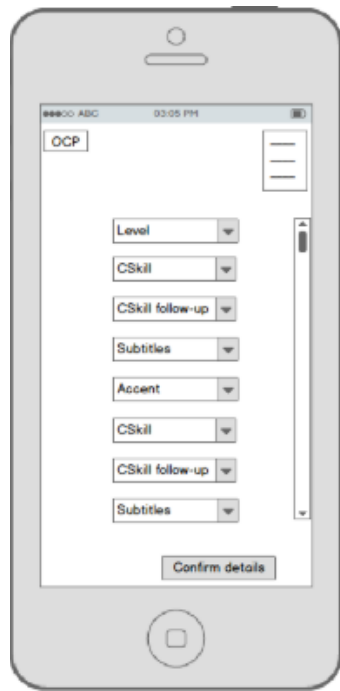 ABC 03:05 PM
OCP
Level
CSkill
CSkill follow-up
Subtitles
Accent
CSkill
CSkill follow-up
Subtitles
Confirm details